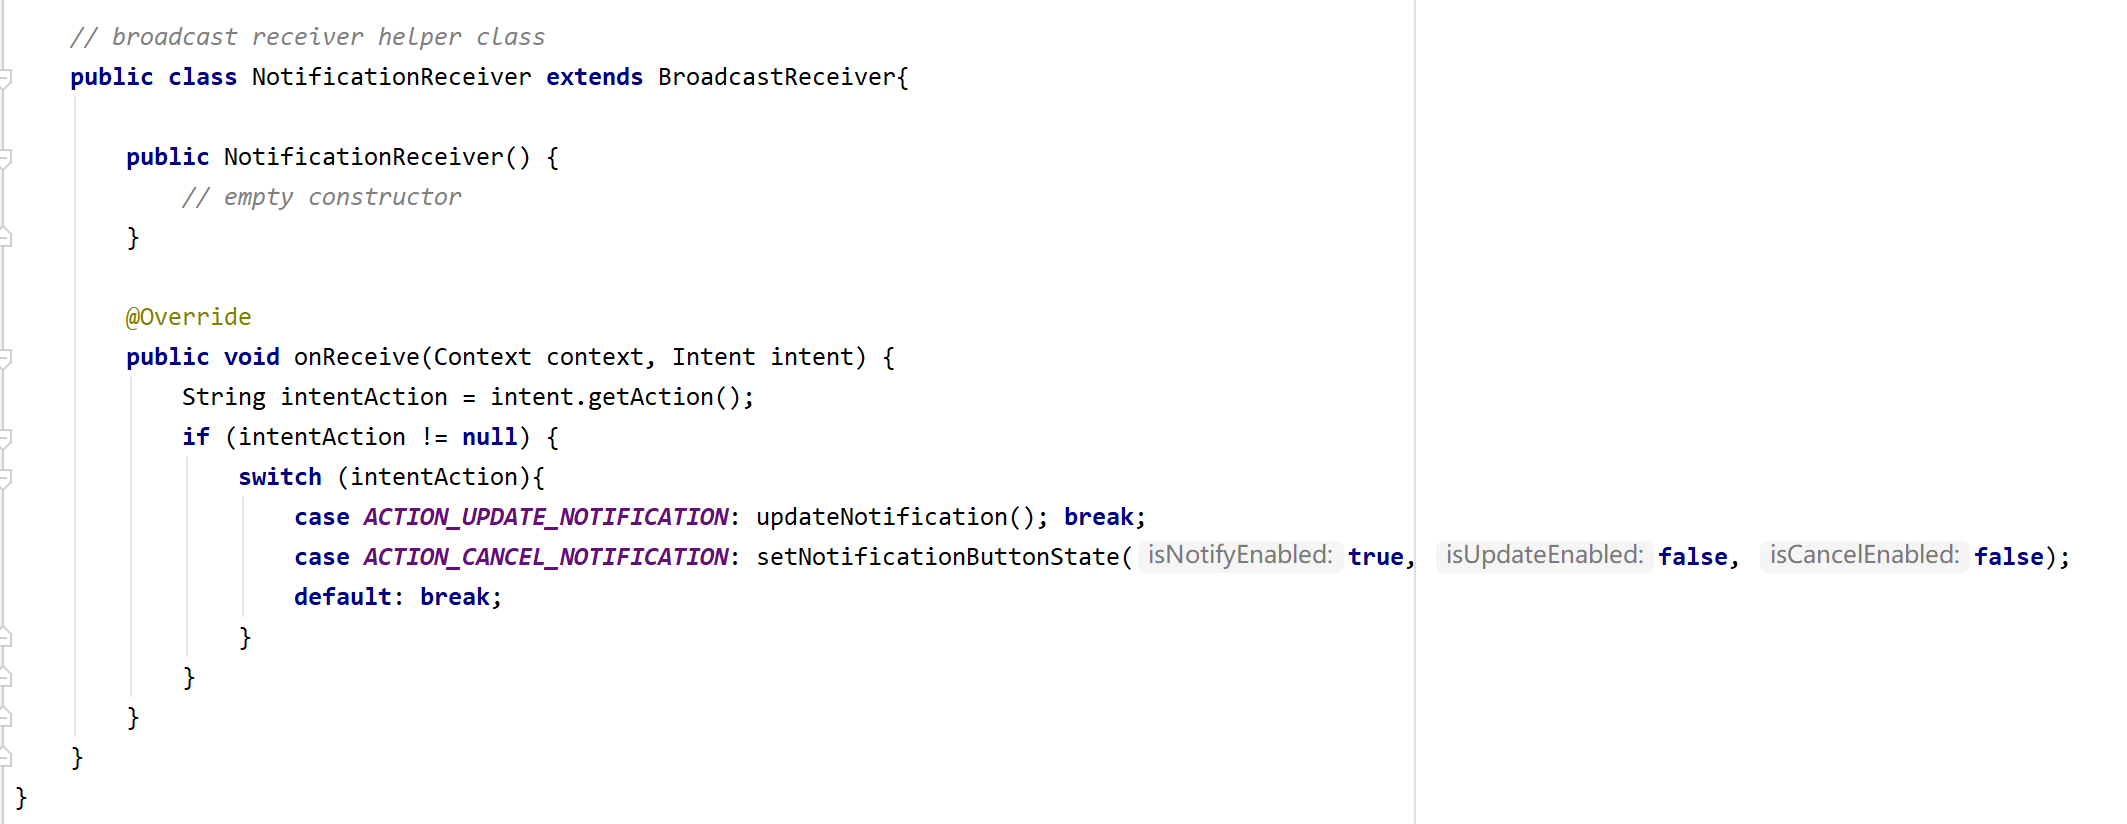 // broadcast receiver helper class
public class NotificationReceiver extends BroadcastReceiver{
public NotificationReceiver() {
// empty constructor
}
@Override
public void onReceive(Context context, Intent intent) {
String intentAction = intent.getAction();
if (intentAction != null) {
switch (intentAction){
case ACTION_UPDATE_NOTIFICATION: updateNotification(); break;
case ACTION_CANCEL_NOTIFICATION: setNotificationButtonState( isNotifyEnabled: true, isUpdateEnabled: false, isCancelEnabled: false);
default: break;
}
}
}
}
}